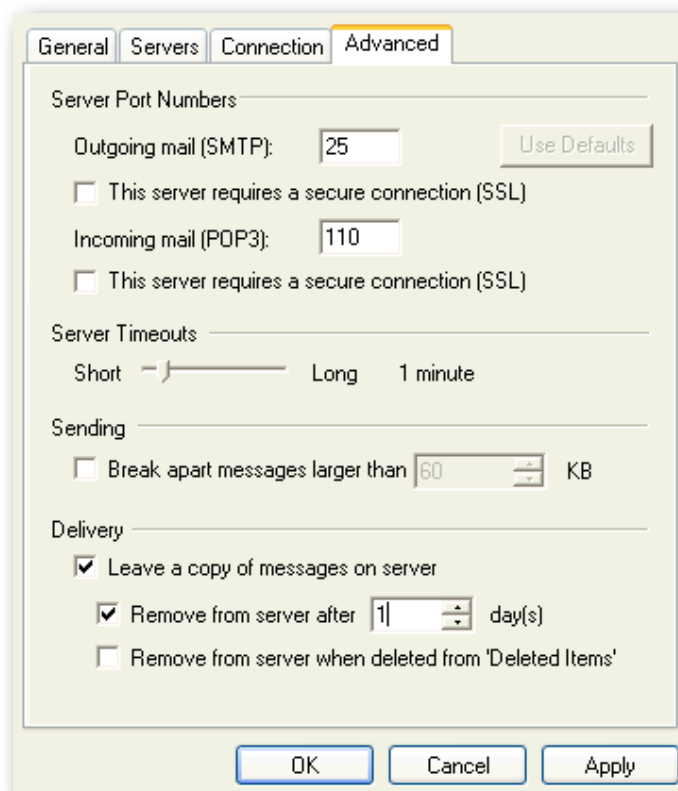 General Servers Connection Advanced
Server Port Numbers
Outgoing mail (SMTP): 25 Use Defaults
This server requires a secure connection (SSL)
Incoming mail (POP3): 110
This server requires a secure connection (SSL)
Server Timeouts
Short Long 1 minute
Sending
Break apart messages larger than 60 KB
Delivery
Leave a copy of messages on server
Remove from server after 1 day(s)
Remove from server when deleted from 'Deleted Items'
OK Cancel Apply